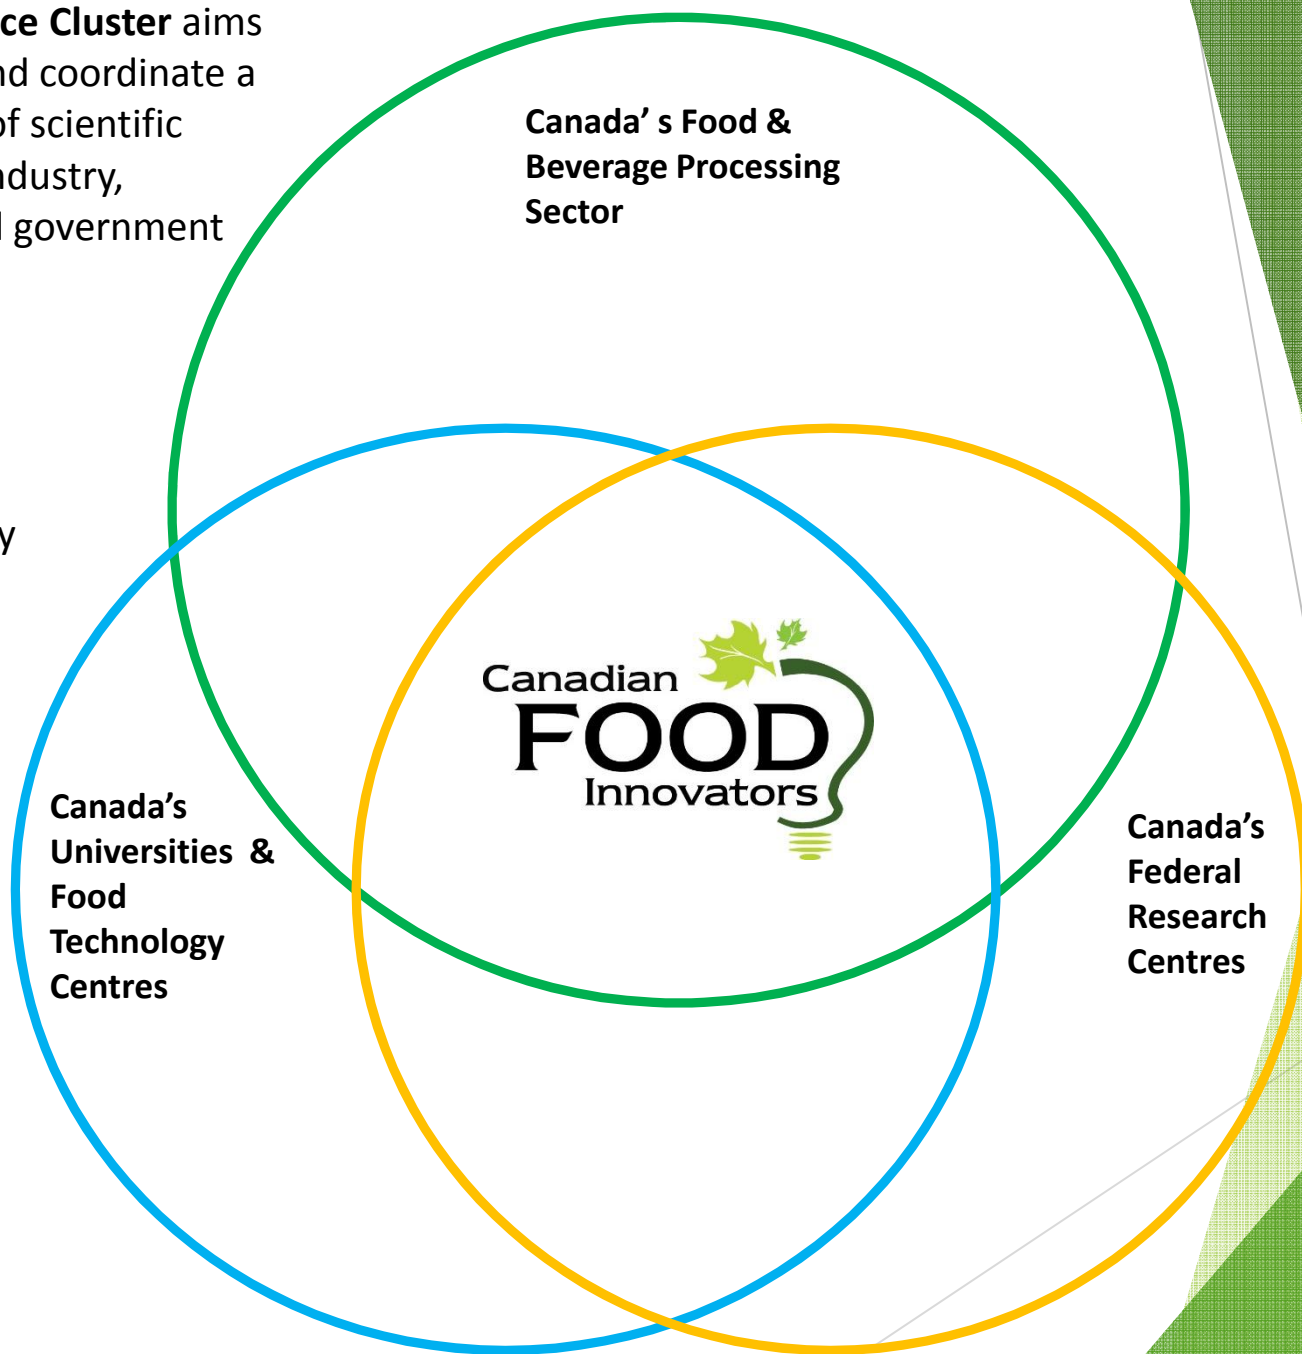 ce Cluster aims
nd coordinate a
of scientific
ndustry,
l government
y
Canada' s Food &
Beverage Processing
Sector
Canadian
FOOD
Innovators
Canada's
Universities &
Food
Technology
Centres
Canada's
Federal
Research
Centres